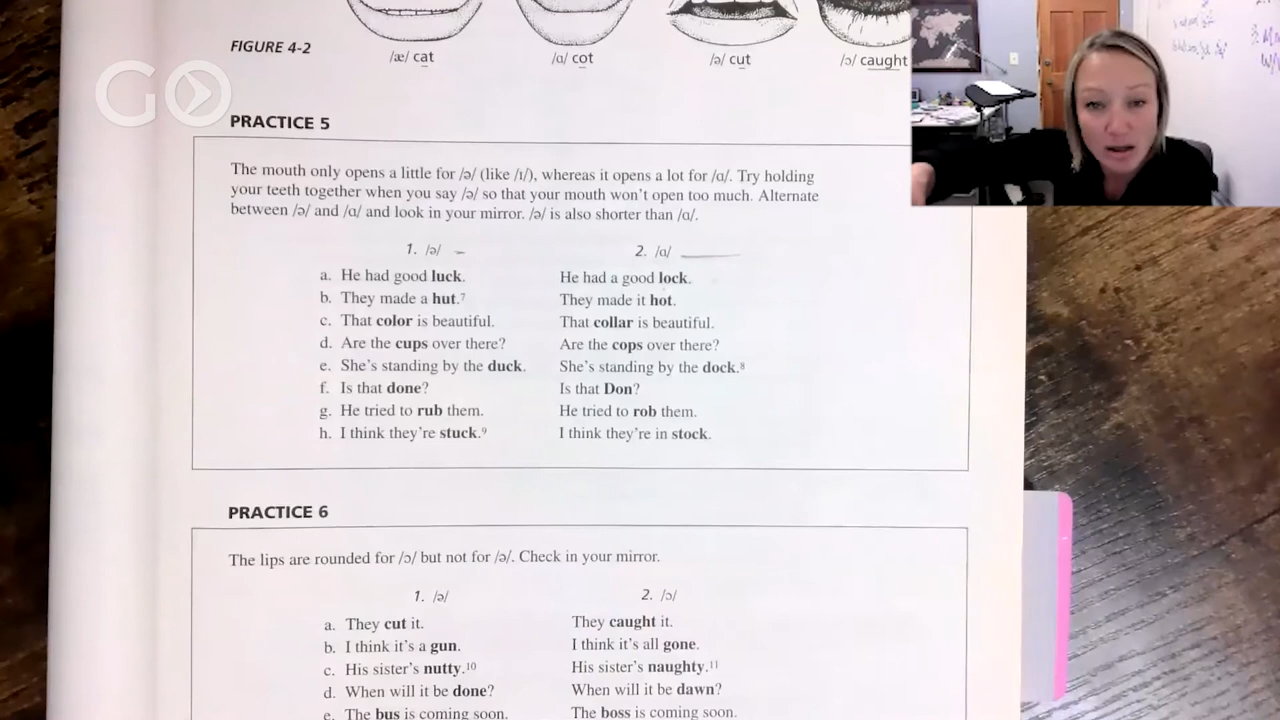 FIGURE 4-2
/æ/ cat /ɑ/ cot /ə/ cut /ɔ/ caught
GO
PRACTICE 5
The mouth only opens a little for /ə/ (like /ɪ/), whereas it opens a lot for /ɑ/. Try holding
your teeth together when you say /ə/ so that your mouth won't open too much. Alternate
between /ə/ and /ɑ/ and look in your mirror. /ə/ is also shorter than /ɑ/.
1. /ə/ 2. /ɑ/
a. He had good luck. He had a good lock.
b. They made a hut.⁷ They made it hot.
c. That color is beautiful. That collar is beautiful.
d. Are the cups over there? Are the cops over there?
e. She's standing by the duck. She's standing by the dock.⁸
f. Is that done? Is that Don?
g. He tried to rub them. He tried to rob them.
h. I think they're stuck.⁹ I think they're in stock.
PRACTICE 6
The lips are rounded for /ɔ/ but not for /ə/. Check in your mirror.
1. /ə/ 2. /ɔ/
a. They cut it. They caught it.
b. I think it's a gun. I think it's all gone.
c. His sister's nutty.¹⁰ His sister's naughty.¹¹
d. When will it be done? When will it be dawn?
e. The bus is coming soon. The boss is coming soon.